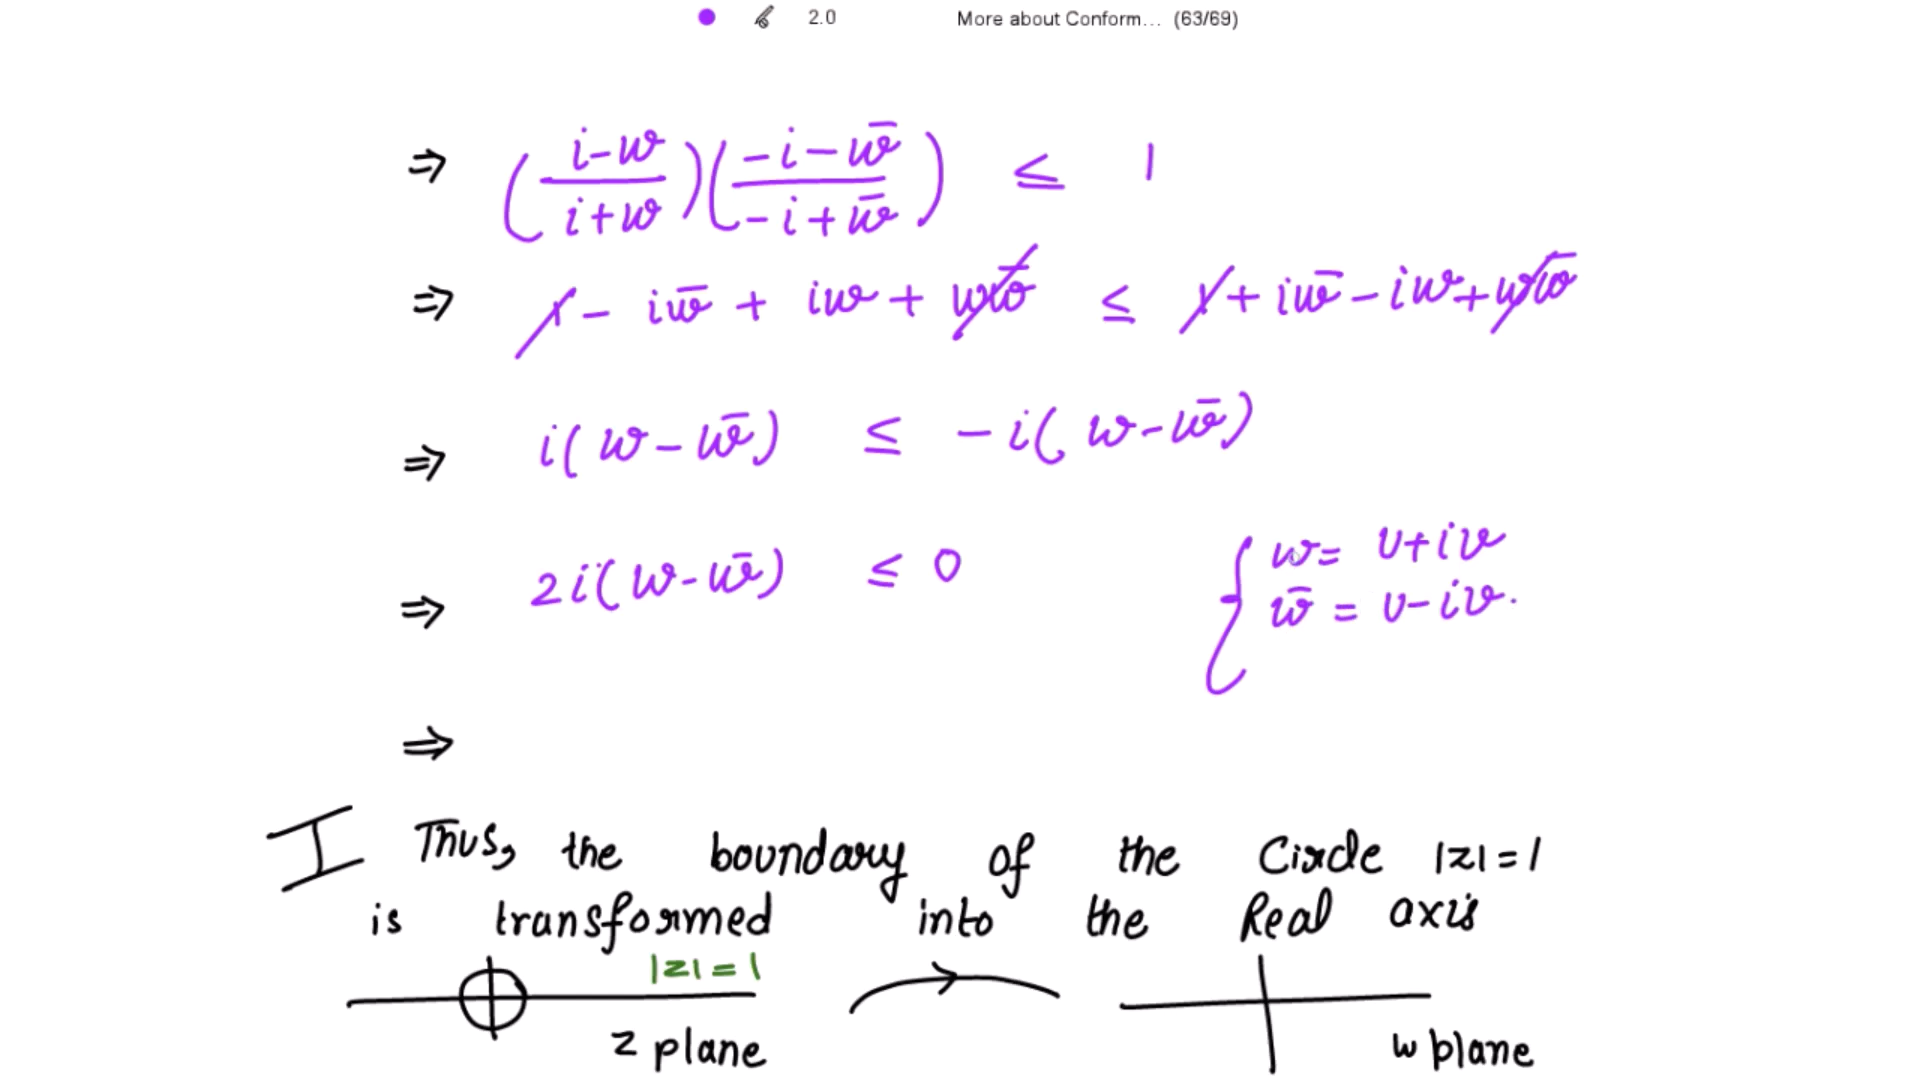 2.0 More about Conform... (63/69)
⇒ ((i-w)/(i+w)) ((-i-w̄)/(-i+w̄)) ≤ 1
⇒ 1 - iw̄ + iw + ww̄ ≤ 1 + iw̄ - iw + ww̄
⇒ i(w-w̄) ≤ -i(w-w̄)
⇒ 2i(w-w̄) ≤ 0
{ w = u+iv
w̄ = u-iv.
⇒
I Thus, the boundary of the Circle |z|=1
is transformed into the Real axis
|z|=1
z plane
w plane